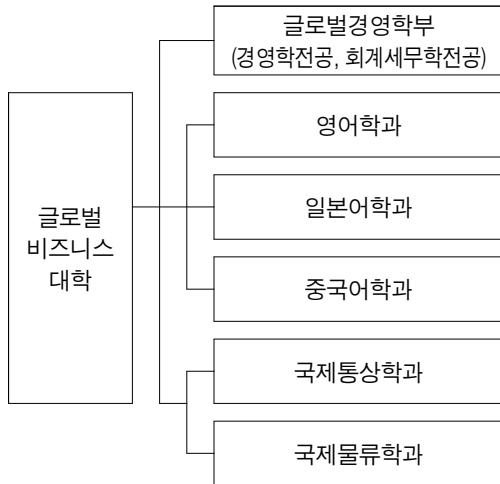 글로벌
비즈니스
대학
글로벌경영학부
(경영학전공, 회계세무학전공)
영어학과
일본어학과
중국어학과
국제통상학과
국제물류학과